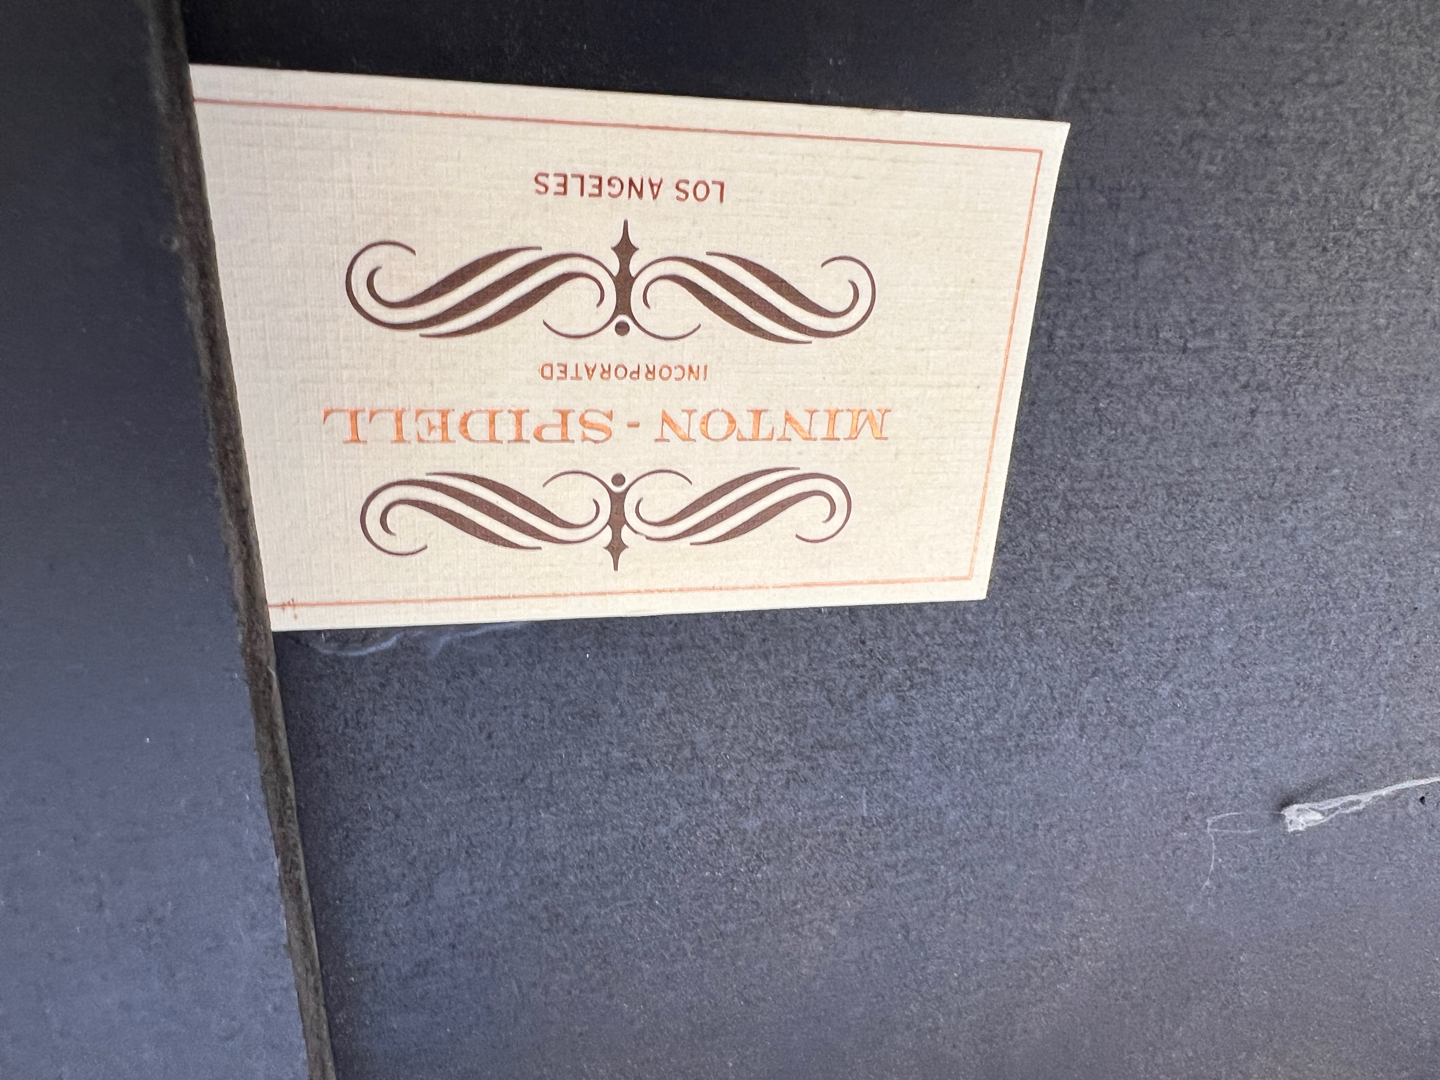 MINTON - SPIDELL
INCORPORATED
LOS ANGELES